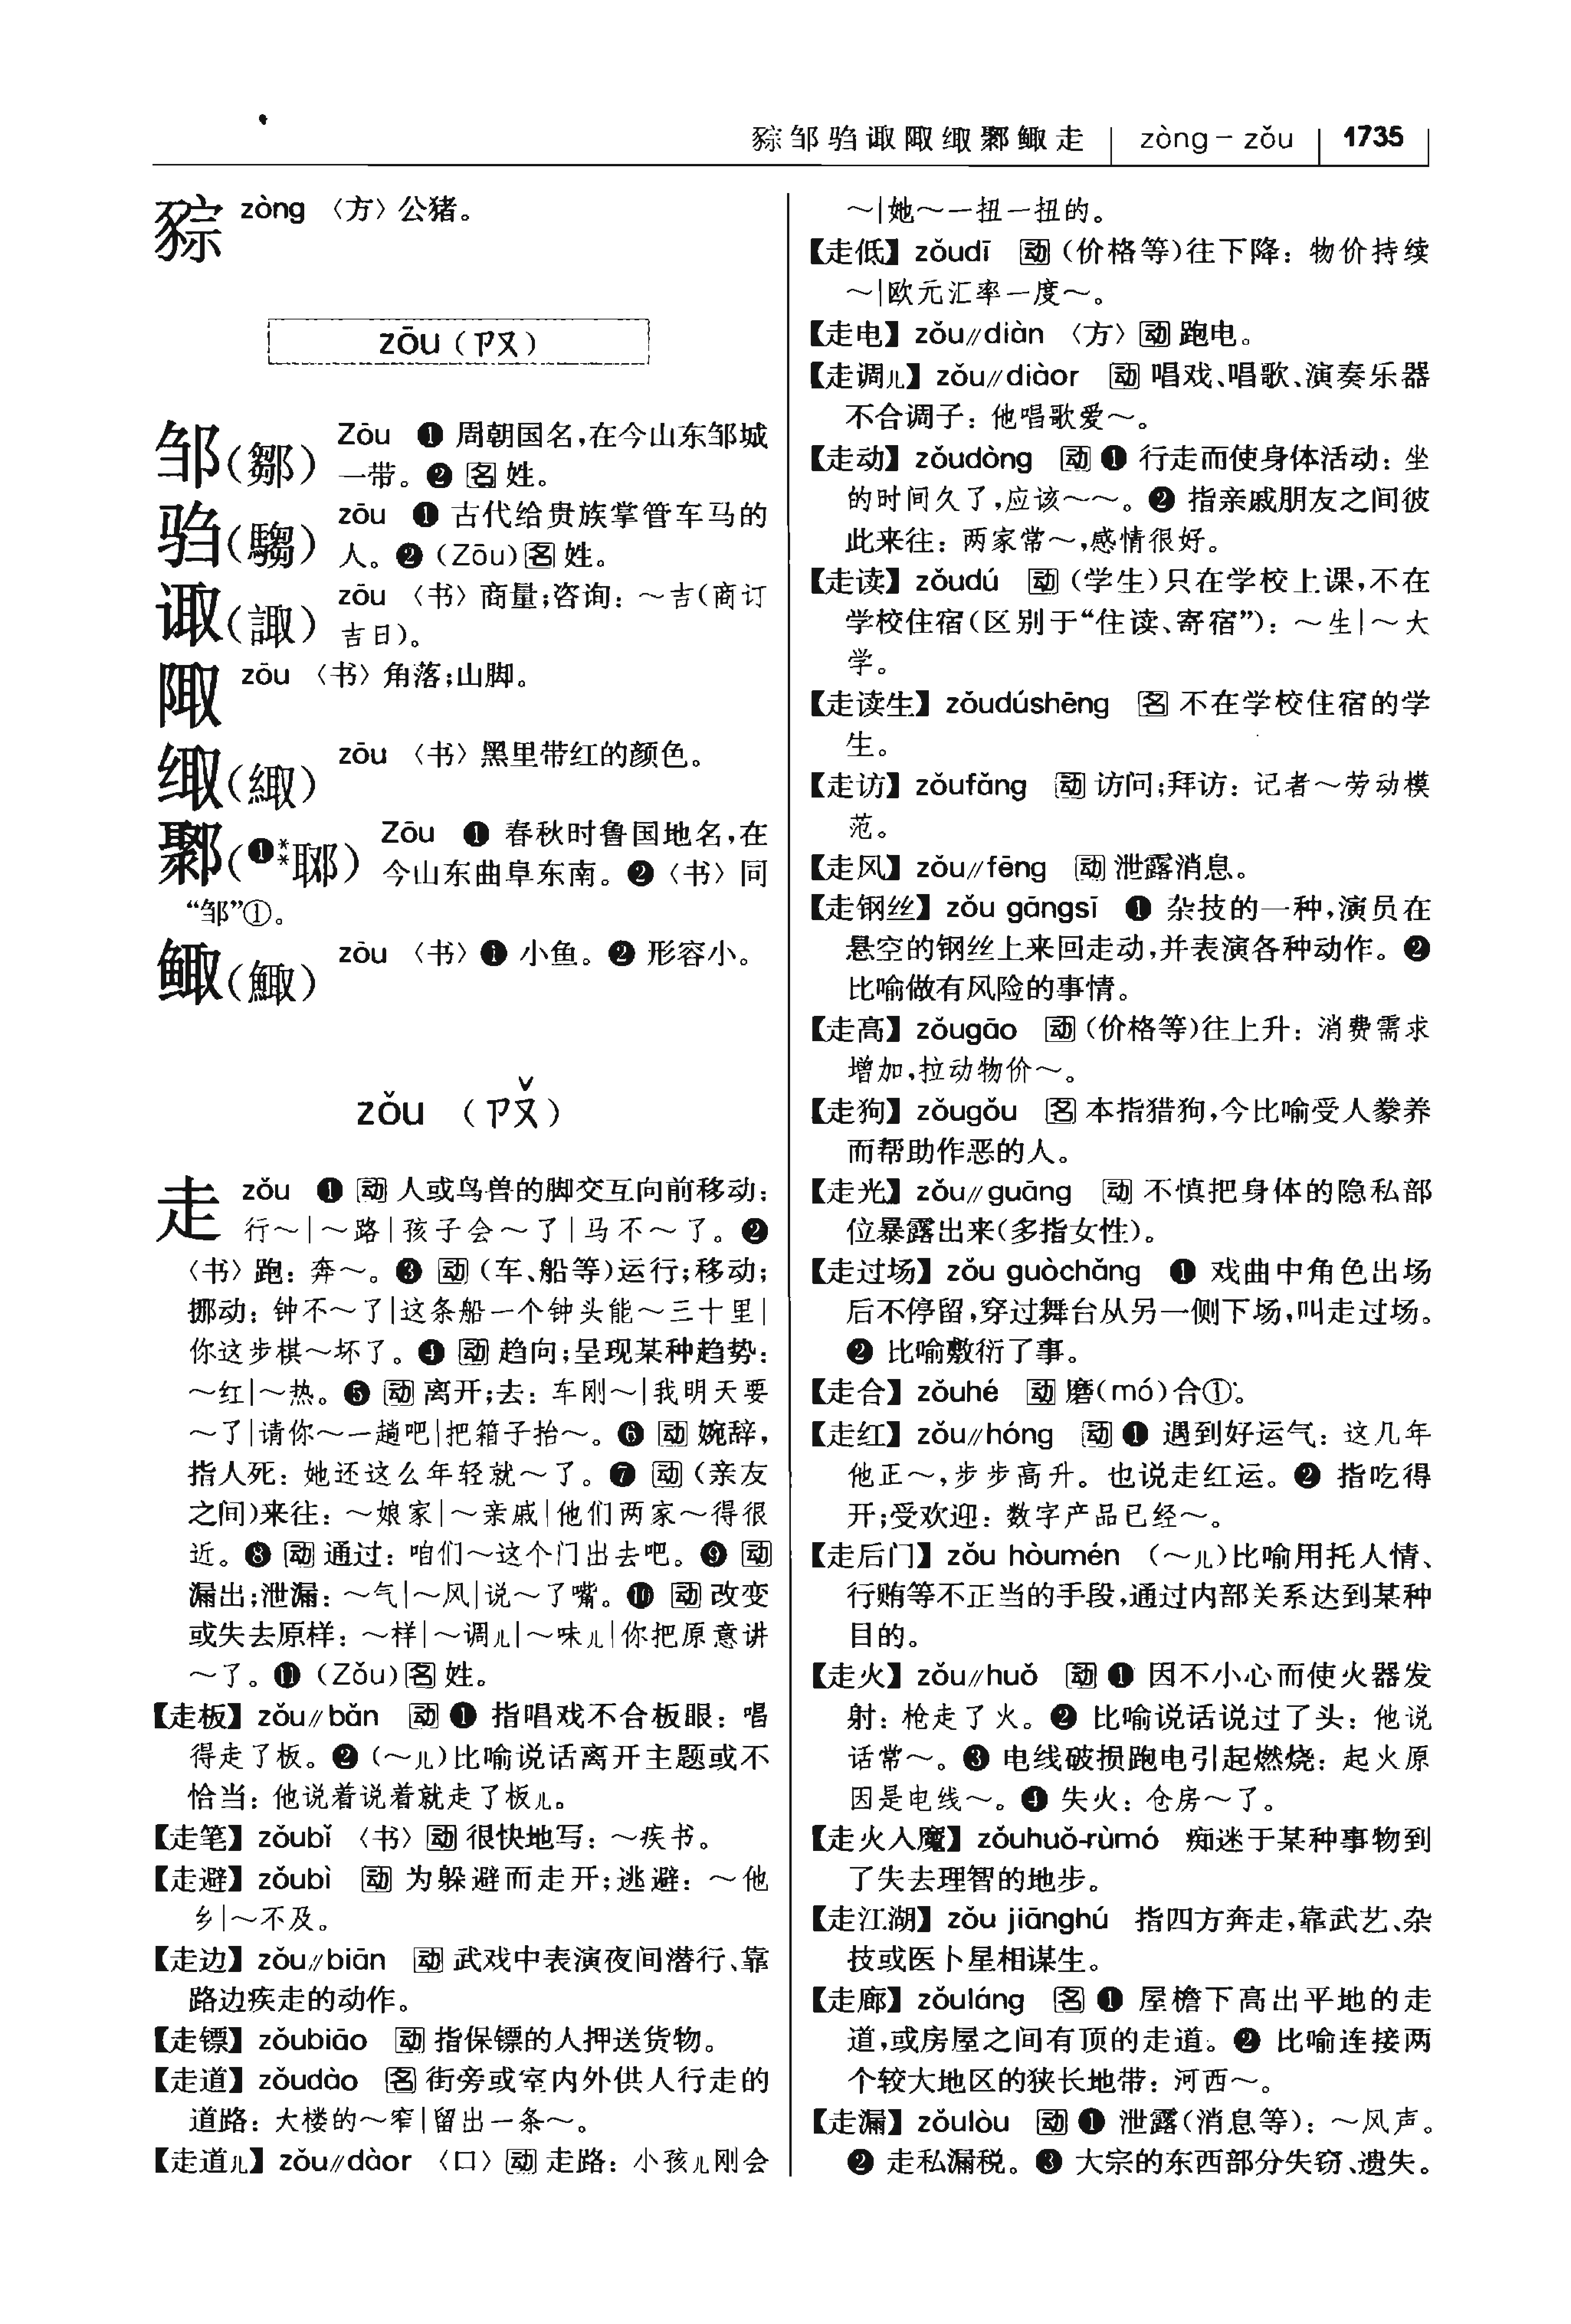 豵邹驺诹陬緅鄹鲰走 zòng – zǒu 1735
zòng 〈方〉公猪。
zōu (ㄗㄡ)
邹(鄒) Zōu ❶ 周朝国名,在今山东邹城
一带。❷ 名 姓。
驺(騶) zōu ❶ 古代给贵族掌管车马的
人。❷ (Zōu) 名 姓。
诹(諏) zōu 〈书〉商量;咨询：～吉(商订
吉日)。
陬 zōu 〈书〉角落;山脚。
緅(緅) zōu 〈书〉黑里带红的颜色。
鄹(❶**郰) Zōu ❶ 春秋时鲁国地名,在
今山东曲阜东南。❷〈书〉同
“邹”①。
鲰(鯫) zōu 〈书〉❶ 小鱼。❷ 形容小。
zǒu (ㄗㄡˇ)
走 zǒu ❶ 动 人或鸟兽的脚交互向前移动：
行～|～路|孩子会～了|马不～了。❷
〈书〉跑：奔～。❸ 动 (车、船等)运行;移动;
挪动：钟不～了|这条船一个钟头能～三十里|
你这步棋～坏了。❹ 动 趋向;呈现某种趋势：
～红|～热。❺ 动 离开;去：车刚～|我明天要
～了|请你～一趟吧|把箱子抬～。❻ 动 婉辞,
指人死：她还这么年轻就～了。❼ 动 (亲友
之间)来往：～娘家|～亲戚|他们两家～得很
近。❽ 动 通过：咱们～这个门出去吧。❾ 动
漏出;泄漏：～气|～风|说～了嘴。❿ 动 改变
或失去原样：～样|～调儿|～味儿|你把原意讲
～了。⓫ (Zǒu) 名 姓。
【走板】zǒu∥bǎn 动 ❶ 指唱戏不合板眼：唱
得走了板。❷ (～儿)比喻说话离开主题或不
恰当：他说着说着就走了板儿。
【走笔】zǒubǐ 〈书〉动 很快地写：～疾书。
【走避】zǒubì 动 为躲避而走开;逃避：～他
乡|～不及。
【走边】zǒu∥biān 动 武戏中表演夜间潜行、靠
路边疾走的动作。
【走镖】zǒubiāo 动 指保镖的人押送货物。
【走道】zǒudào 名 街旁或室内外供人行走的
道路：大楼的～窄|留出一条～。
【走道儿】zǒu∥dàor 〈口〉动 走路：小孩儿刚会
～|她～一扭一扭的。
【走低】zǒudī 动 (价格等)往下降：物价持续
～|欧元汇率一度～。
【走电】zǒu∥diàn 〈方〉动 跑电。
【走调儿】zǒu∥diàor 动 唱戏、唱歌、演奏乐器
不合调子：他唱歌爱～。
【走动】zǒudòng 动 ❶ 行走而使身体活动：坐
的时间久了,应该～～。❷ 指亲戚朋友之间彼
此来往：两家常～,感情很好。
【走读】zǒudú 动 (学生)只在学校上课,不在
学校住宿(区别于“住读、寄宿”)：～生|～大
学。
【走读生】zǒudúshēng 名 不在学校住宿的学
生。
【走访】zǒufǎng 动 访问;拜访：记者～劳动模
范。
【走风】zǒu∥fēng 动 泄露消息。
【走钢丝】zǒu gāngsī ❶ 杂技的一种,演员在
悬空的钢丝上来回走动,并表演各种动作。❷
比喻做有风险的事情。
【走高】zǒugāo 动 (价格等)往上升：消费需求
增加,拉动物价～。
【走狗】zǒugǒu 名 本指猎狗,今比喻受人豢养
而帮助作恶的人。
【走光】zǒu∥guāng 动 不慎把身体的隐私部
位暴露出来(多指女性)。
【走过场】zǒu guòchǎng ❶ 戏曲中角色出场
后不停留,穿过舞台从另一侧下场,叫走过场。
❷ 比喻敷衍了事。
【走合】zǒuhé 动 磨(mó)合①。
【走红】zǒu∥hóng 动 ❶ 遇到好运气：这几年
他正～,步步高升。也说走红运。❷ 指吃得
开;受欢迎：数字产品已经～。
【走后门】zǒu hòumén (～儿)比喻用托人情、
行贿等不正当的手段,通过内部关系达到某种
目的。
【走火】zǒu∥huǒ 动 ❶ 因不小心而使火器发
射：枪走了火。❷ 比喻说话说过了头：他说
话常～。❸ 电线破损跑电引起燃烧：起火原
因是电线～。❹ 失火：仓房～了。
【走火入魔】zǒuhuǒ-rùmó 痴迷于某种事物到
了失去理智的地步。
【走江湖】zǒu jiānghú 指四方奔走,靠武艺、杂
技或医卜星相谋生。
【走廊】zǒuláng 名 ❶ 屋檐下高出平地的走
道,或房屋之间有顶的走道。❷ 比喻连接两
个较大地区的狭长地带：河西～。
【走漏】zǒulòu 动 ❶ 泄露(消息等)：～风声。
❷ 走私漏税。❸ 大宗的东西部分失窃、遗失。